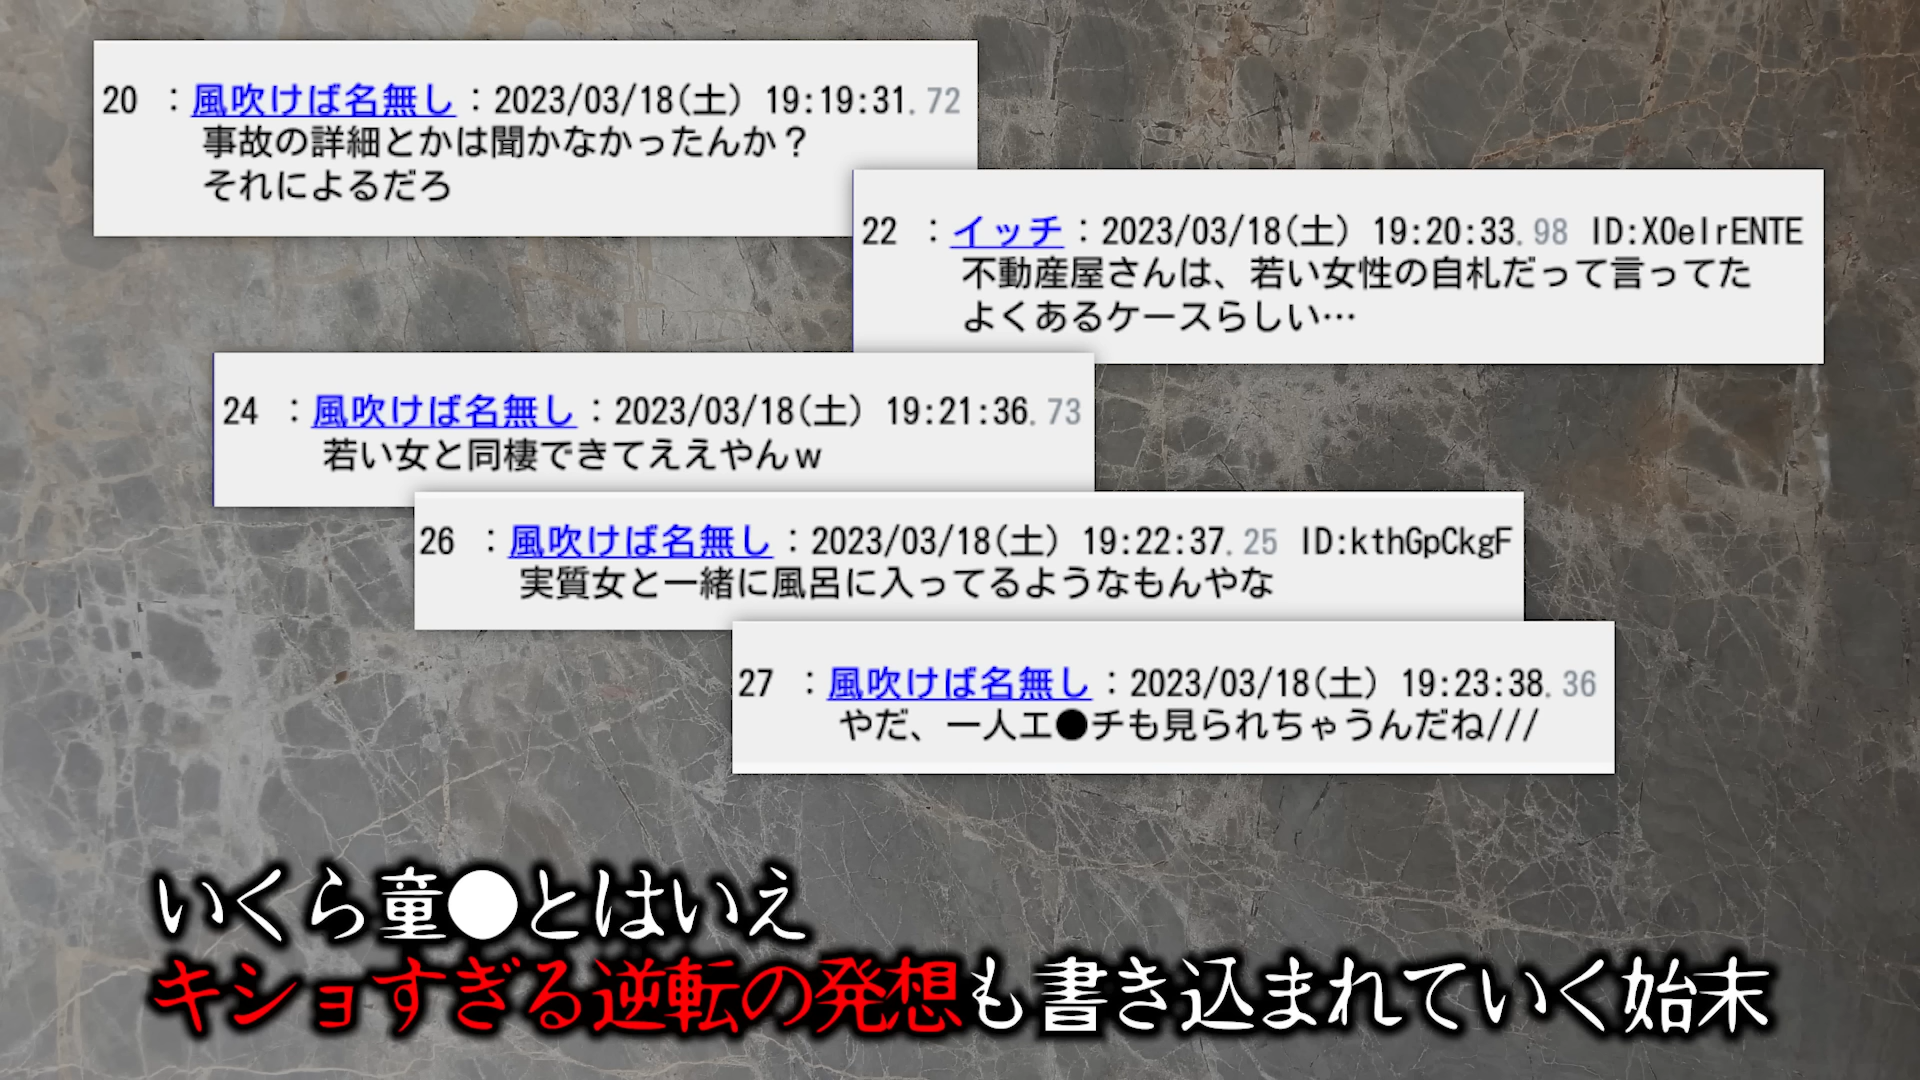 20 ：風吹けば名無し：2023/03/18(土) 19:19:31.72
事故の詳細とかは聞かなかったんか？
それによるだろ
22 ：イッチ：2023/03/18(土) 19:20:33.98 ID:X0eIrENTE
不動産屋さんは、若い女性の自札だって言ってた
よくあるケースらしい…
24 ：風吹けば名無し：2023/03/18(土) 19:21:36.73
若い女と同棲できてええやんｗ
26 ：風吹けば名無し：2023/03/18(土) 19:22:37.25 ID:kthGpCkgF
実質女と一緒に風呂に入ってるようなもんやな
27 ：風吹けば名無し：2023/03/18(土) 19:23:38.36
やだ、一人エ●チも見られちゃうんだね///
いくら童●とはいえ
キショすぎる逆転の発想も書き込まれていく始末